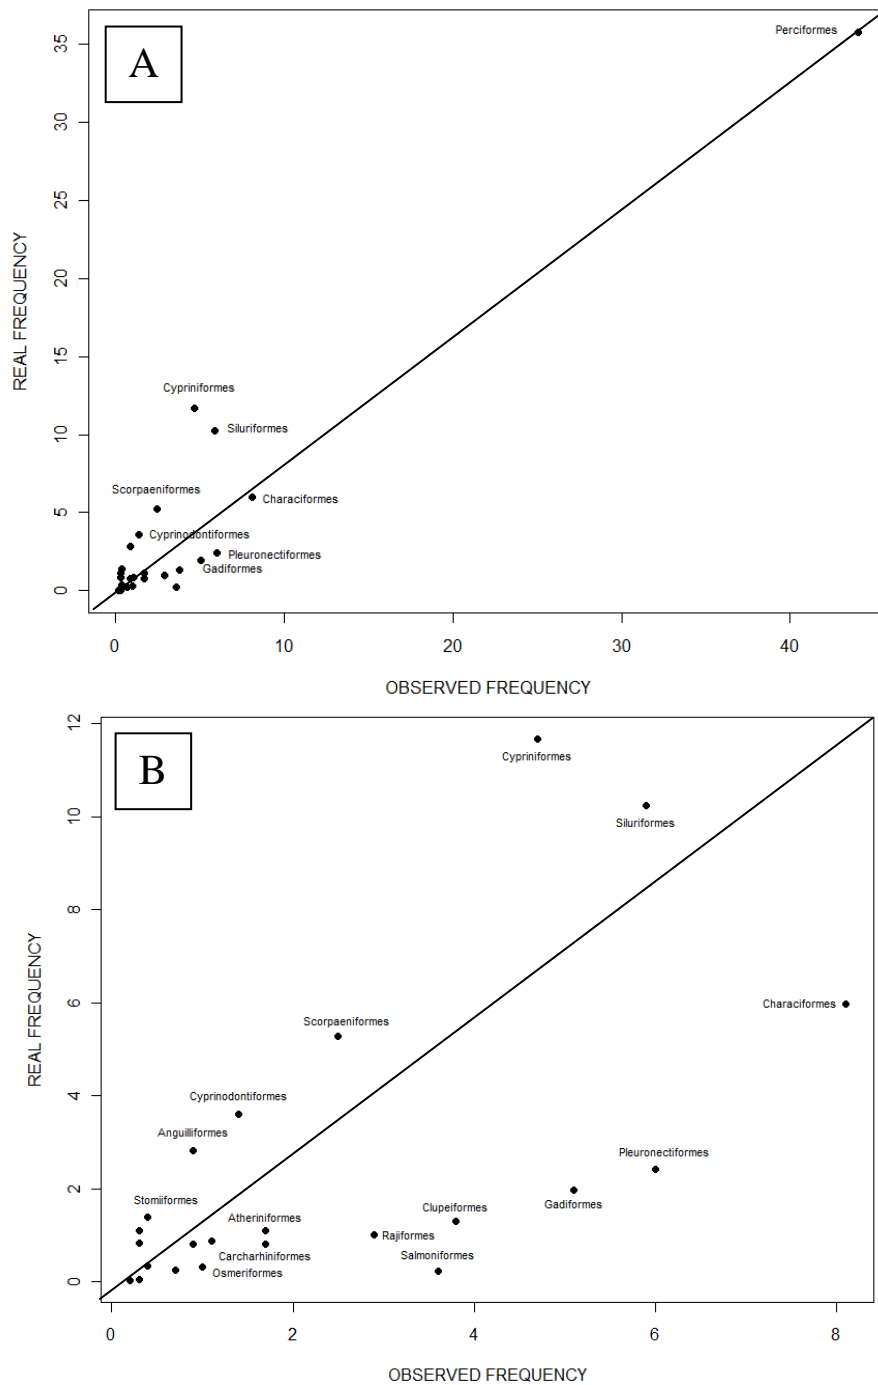 A
Perciformes
35
30
25
20
15
10
5
0
REAL FREQUENCY
Cypriniformes
Siluriformes
Scorpaeniformes
Characiformes
Cyprinodontiformes
Pleuronectiformes
Gadiformes
0 10 20 30 40
OBSERVED FREQUENCY
B
12
10
8
6
4
2
0
REAL FREQUENCY
Cypriniformes
Siluriformes
Characiformes
Scorpaeniformes
Cyprinodontiformes
Anguilliformes
Pleuronectiformes
Stomiiformes
Gadiformes
Clupeiformes
Atheriniformes
Rajiformes
Carcharhiniformes
Salmoniformes
Osmeriformes
0 2 4 6 8
OBSERVED FREQUENCY